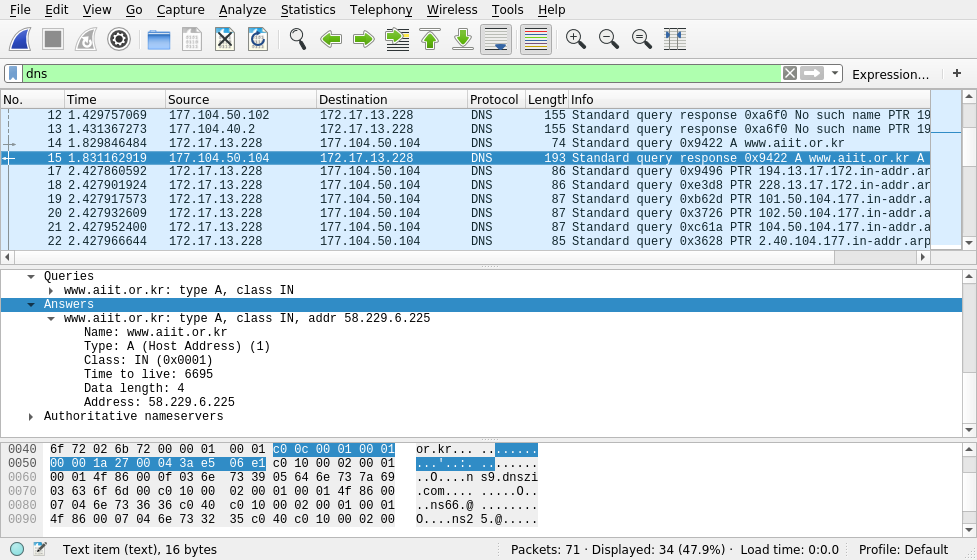 File Edit View Go Capture Analyze Statistics Telephony Wireless Tools Help
dns Expression… +
No. Time Source Destination Protocol Length Info
12 1.429757069 177.104.50.102 172.17.13.228 DNS 155 Standard query response 0xa6f0 No such name PTR 19
13 1.431367273 177.104.40.2 172.17.13.228 DNS 155 Standard query response 0xa6f0 No such name PTR 19
14 1.829846484 172.17.13.228 177.104.50.104 DNS 74 Standard query 0x9422 A www.aiit.or.kr
15 1.831162919 177.104.50.104 172.17.13.228 DNS 193 Standard query response 0x9422 A www.aiit.or.kr A
17 2.427860592 172.17.13.228 177.104.50.104 DNS 86 Standard query 0x9496 PTR 194.13.17.172.in-addr.ar
18 2.427901924 172.17.13.228 177.104.50.104 DNS 86 Standard query 0xe3d8 PTR 228.13.17.172.in-addr.ar
19 2.427917573 172.17.13.228 177.104.50.104 DNS 87 Standard query 0xb62d PTR 101.50.104.177.in-addr.a
20 2.427932609 172.17.13.228 177.104.50.104 DNS 87 Standard query 0x3726 PTR 102.50.104.177.in-addr.a
21 2.427952400 172.17.13.228 177.104.50.104 DNS 87 Standard query 0xc61a PTR 104.50.104.177.in-addr.a
22 2.427966644 172.17.13.228 177.104.50.104 DNS 85 Standard query 0x3628 PTR 2.40.104.177.in-addr.arp
Queries
www.aiit.or.kr: type A, class IN
Answers
www.aiit.or.kr: type A, class IN, addr 58.229.6.225
Name: www.aiit.or.kr
Type: A (Host Address) (1)
Class: IN (0x0001)
Time to live: 6695
Data length: 4
Address: 58.229.6.225
Authoritative nameservers
0040 6f 72 02 6b 72 00 00 01 00 01 c0 0c 00 01 00 01 or.kr... ........
0050 00 00 1a 27 00 04 3a e5 06 e1 c0 10 00 02 00 01 ...'..:. ........
0060 00 01 4f 86 00 0f 03 6e 73 39 05 64 6e 73 7a 69 ..O....n s9.dnszi
0070 03 63 6f 6d 00 c0 10 00 02 00 01 00 01 4f 86 00 .com.... .....O..
0080 07 04 6e 73 36 36 c0 40 c0 10 00 02 00 01 00 01 ..ns66.@ ........
0090 4f 86 00 07 04 6e 73 32 35 c0 40 c0 10 00 02 00 O....ns2 5.@.....
Text item (text), 16 bytes Packets: 71 · Displayed: 34 (47.9%) · Load time: 0:0.0 Profile: Default